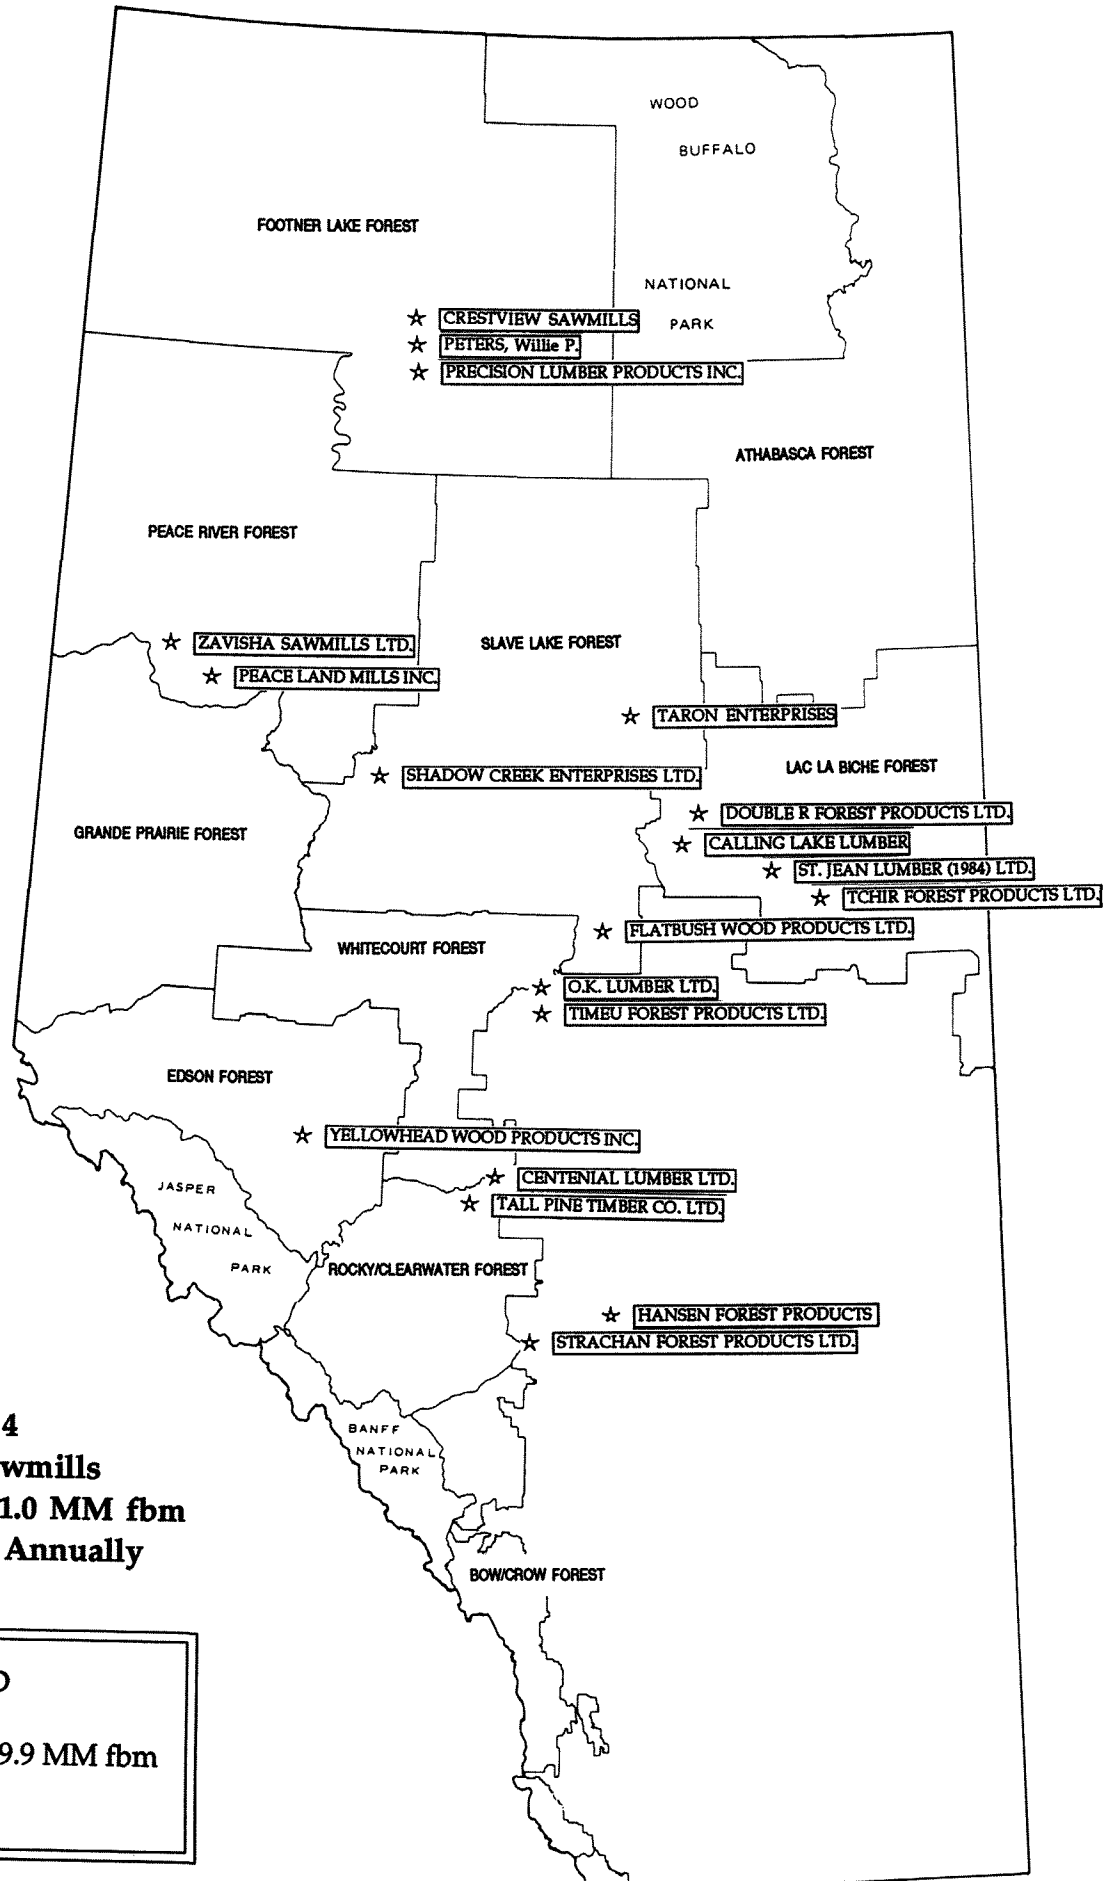 WOOD
BUFFALO
FOOTNER LAKE FOREST
NATIONAL
CRESTVIEW SAWMILLS
PARK
PETERS, Willie P.
PRECISION LUMBER PRODUCTS INC.
ATHABASCA FOREST
PEACE RIVER FOREST
ZAVISHA SAWMILLS LTD.
SLAVE LAKE FOREST
PEACE LAND MILLS INC.
TARON ENTERPRISES
SHADOW CREEK ENTERPRISES LTD.
LAC LA BICHE FOREST
DOUBLE R FOREST PRODUCTS LTD.
GRANDE PRAIRIE FOREST
CALLING LAKE LUMBER
ST. JEAN LUMBER (1984) LTD.
TCHIR FOREST PRODUCTS LTD.
FLATBUSH WOOD PRODUCTS LTD.
WHITECOURT FOREST
O.K. LUMBER LTD.
TIMEU FOREST PRODUCTS LTD.
EDSON FOREST
YELLOWHEAD WOOD PRODUCTS INC.
CENTENIAL LUMBER LTD.
JASPER
NATIONAL
PARK
TALL PINE TIMBER CO. LTD.
ROCKY/CLEARWATER FOREST
HANSEN FOREST PRODUCTS
STRACHAN FOREST PRODUCTS LTD.
BANFF
NATIONAL
PARK
4
wmills
1.0 MM fbm
Annually
BOW/CROW FOREST
9.9 MM fbm